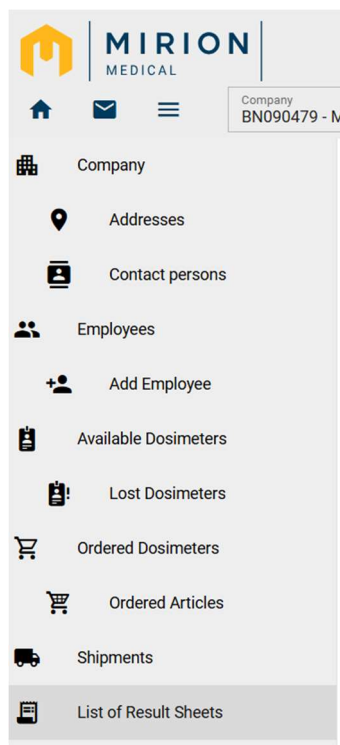 MIRION
MEDICAL
Company
BN090479 - M
Company
Addresses
Contact persons
Employees
Add Employee
Available Dosimeters
Lost Dosimeters
Ordered Dosimeters
Ordered Articles
Shipments
List of Result Sheets